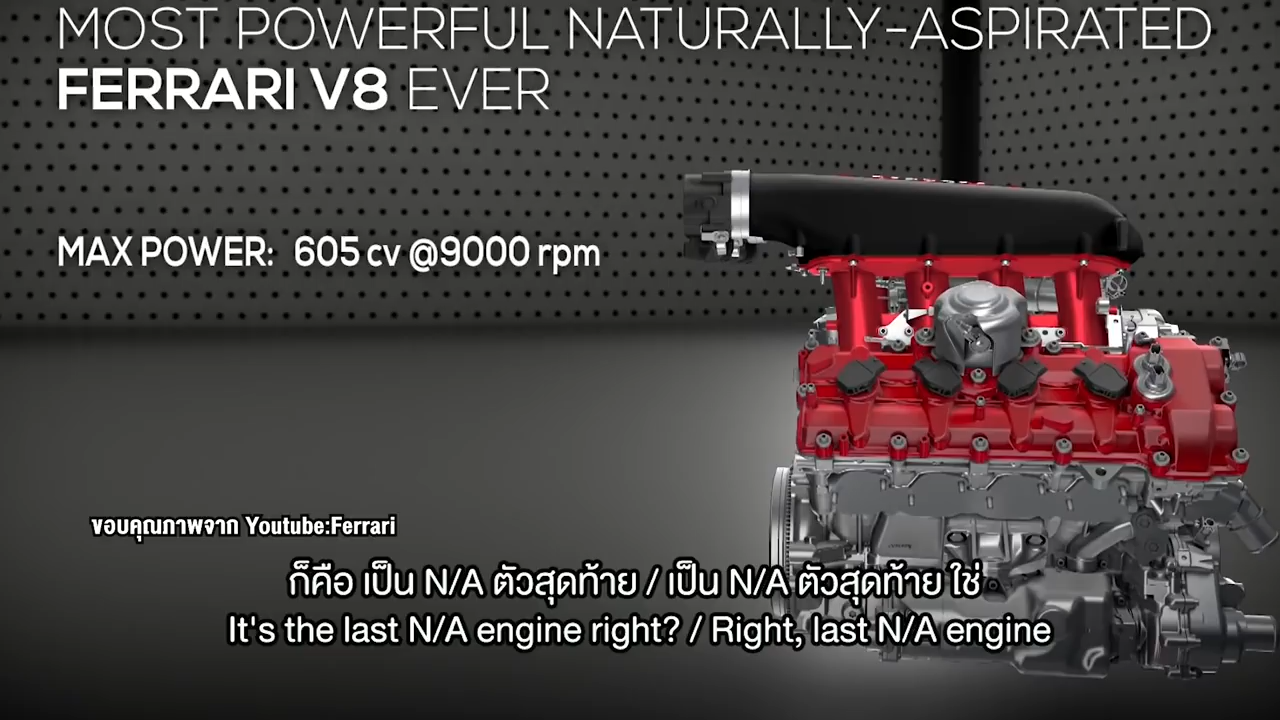 MOST POWERFUL NATURALLY-ASPIRATED
FERRARI V8 EVER
MAX POWER: 605 cv @9000 rpm
ขอบคุณภาพจาก Youtube:Ferrari
ก็คือ เป็น N/A ตัวสุดท้าย / เป็น N/A ตัวสุดท้าย ใช่
It's the last N/A engine right? / Right, last N/A engine